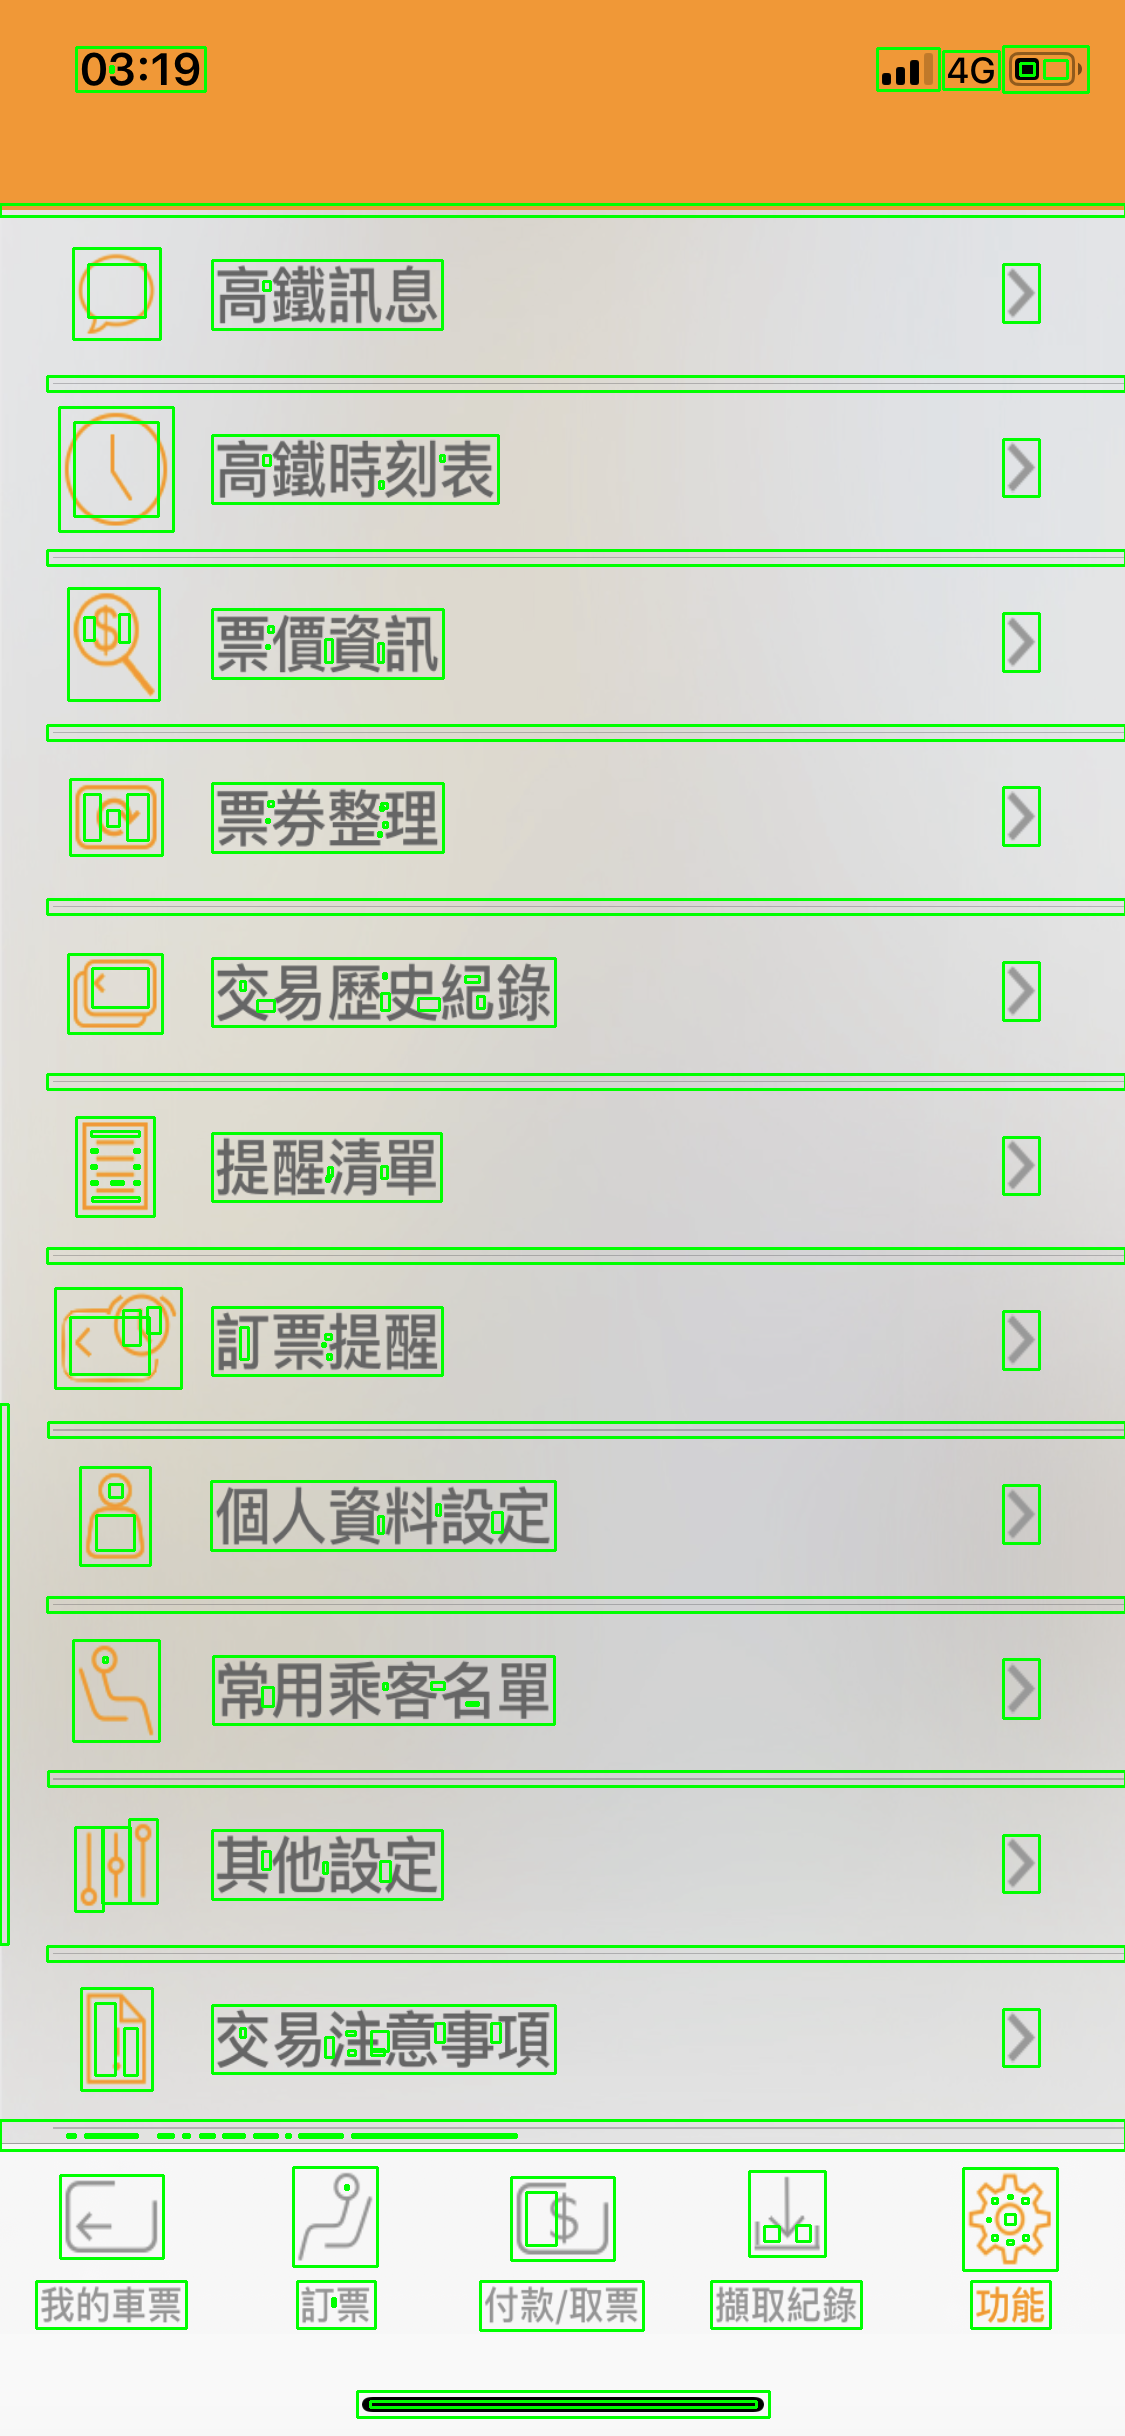 03:19 4G
高鐵訊息
高鐵時刻表
票價資訊
票券整理
交易歷史紀錄
提醒清單
訂票提醒
個人資料設定
常用乘客名單
其他設定
交易注意事項
我的車票 訂票 付款/取票 擷取紀錄 功能